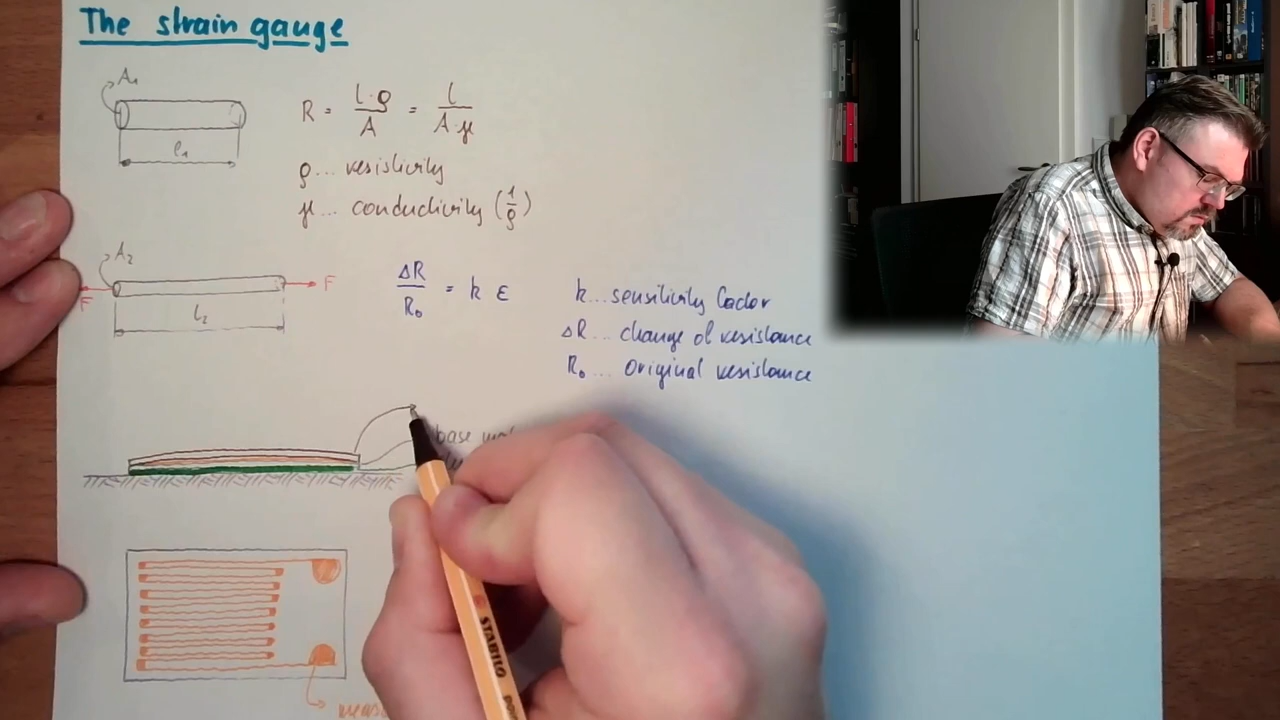 The strain gauge
A₁
l₁
R = l·ρ / A = l / A·γ
ρ... resistivity
γ... conductivity (1/ρ)
A₂
F F
l₂
ΔR / R₀ = k ε
k... sensitivity factor
ΔR... change of resistance
R₀... original resistance
base
STABILO